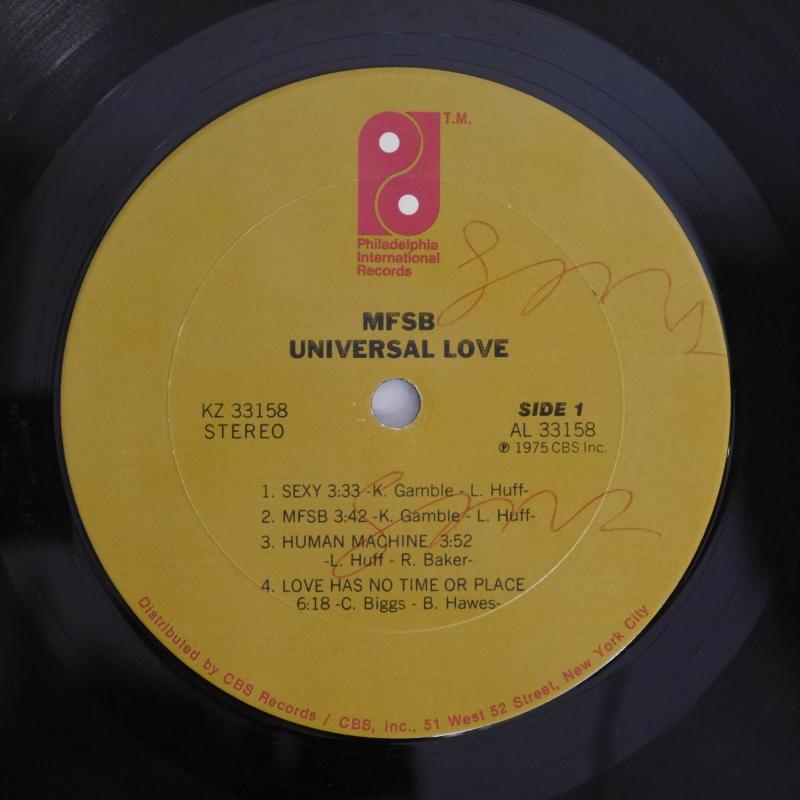 T.M.
Philadelphia
International
Records
MFSB
UNIVERSAL LOVE
KZ 33158
STEREO
SIDE 1
AL 33158
℗ 1975 CBS Inc.
1. SEXY 3:33 -K. Gamble - L. Huff-
2. MFSB 3:42 -K. Gamble - L. Huff-
3. HUMAN MACHINE 3:52
-L. Huff - R. Baker-
4. LOVE HAS NO TIME OR PLACE
6:18 -C. Biggs - B. Hawes-
Distributed by CBS Records / CBS, Inc., 51 West 52 Street, New York City